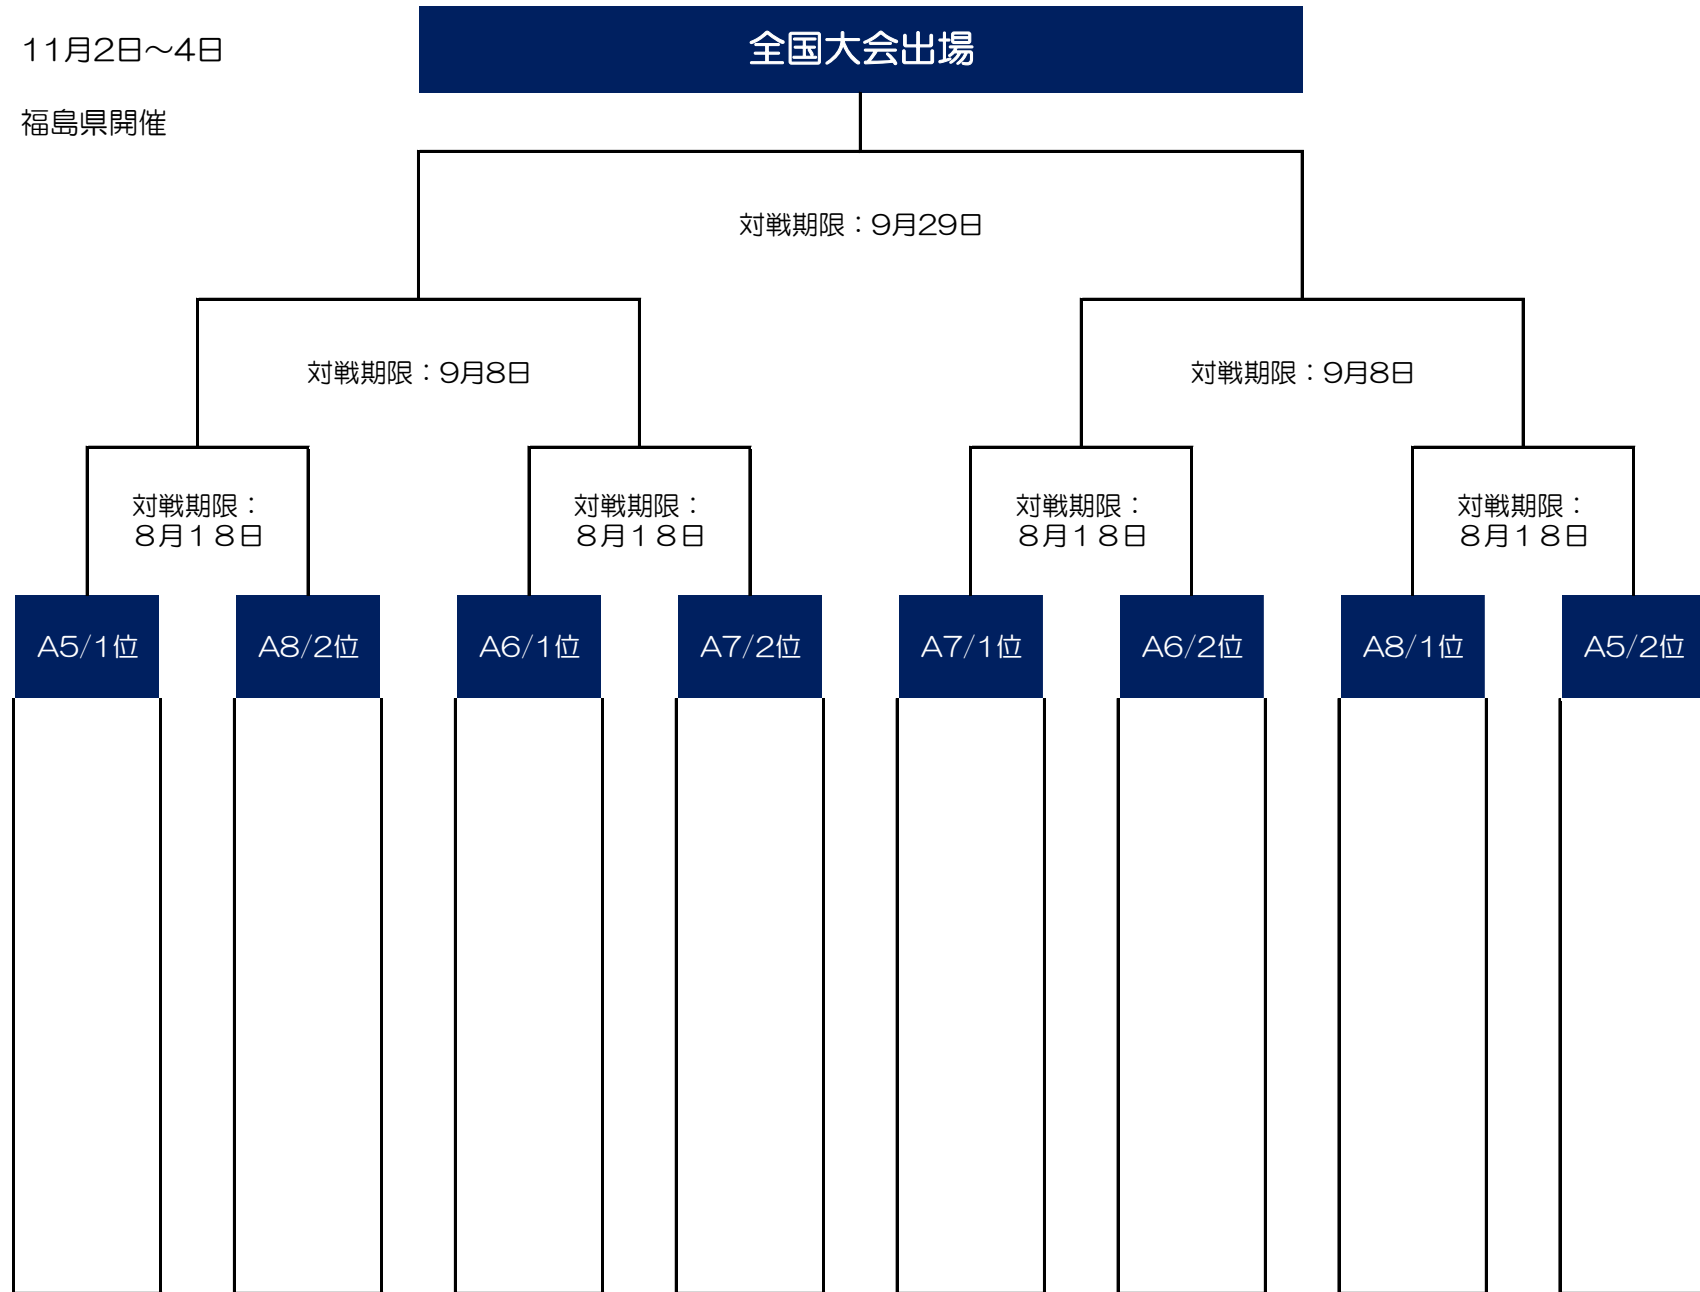 11月2日～4日
全国大会出場
福島県開催
対戦期限：9月29日
対戦期限：9月8日
対戦期限：9月8日
対戦期限：
８月１８日
対戦期限：
８月１８日
対戦期限：
８月１８日
対戦期限：
８月１８日
A5/1位
A8/2位
A6/1位
A7/2位
A7/1位
A6/2位
A8/1位
A5/2位